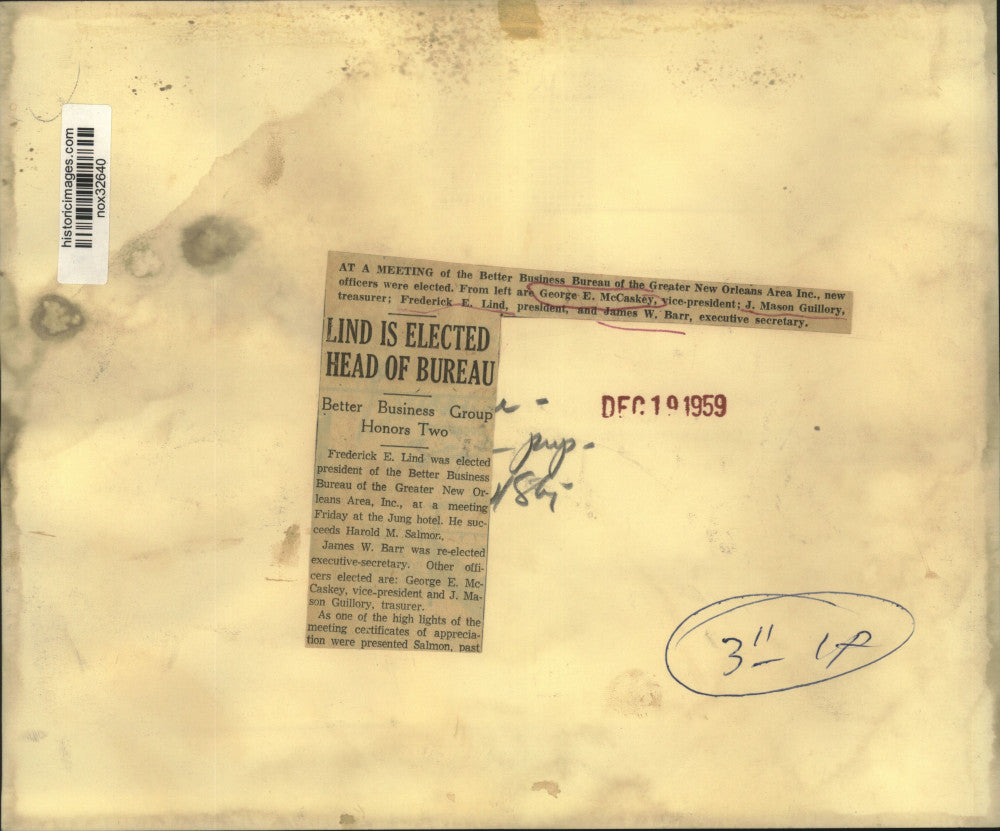 historicimages.com
nox32640
AT A MEETING of the Better Business Bureau of the Greater New Orleans Area Inc., new
officers were elected. From left are George E. McCaskey, vice-president; J. Mason Guillory,
treasurer; Frederick E. Lind, president, and James W. Barr, executive secretary.
LIND IS ELECTED
HEAD OF BUREAU
Better Business Group
Honors Two
Frederick E. Lind was elected
president of the Better Business
Bureau of the Greater New Or-
leans Area, Inc., at a meeting
Friday at the Jung hotel. He suc-
ceeds Harold M. Salmon.
James W. Barr was re-elected
executive-secretary. Other offi-
cers elected are: George E. Mc-
Caskey, vice-president and J. Ma-
son Guillory, trasurer.
As one of the high lights of the
meeting certificates of apprecia-
tion were presented Salmon, past
DEC 19 1959
3"